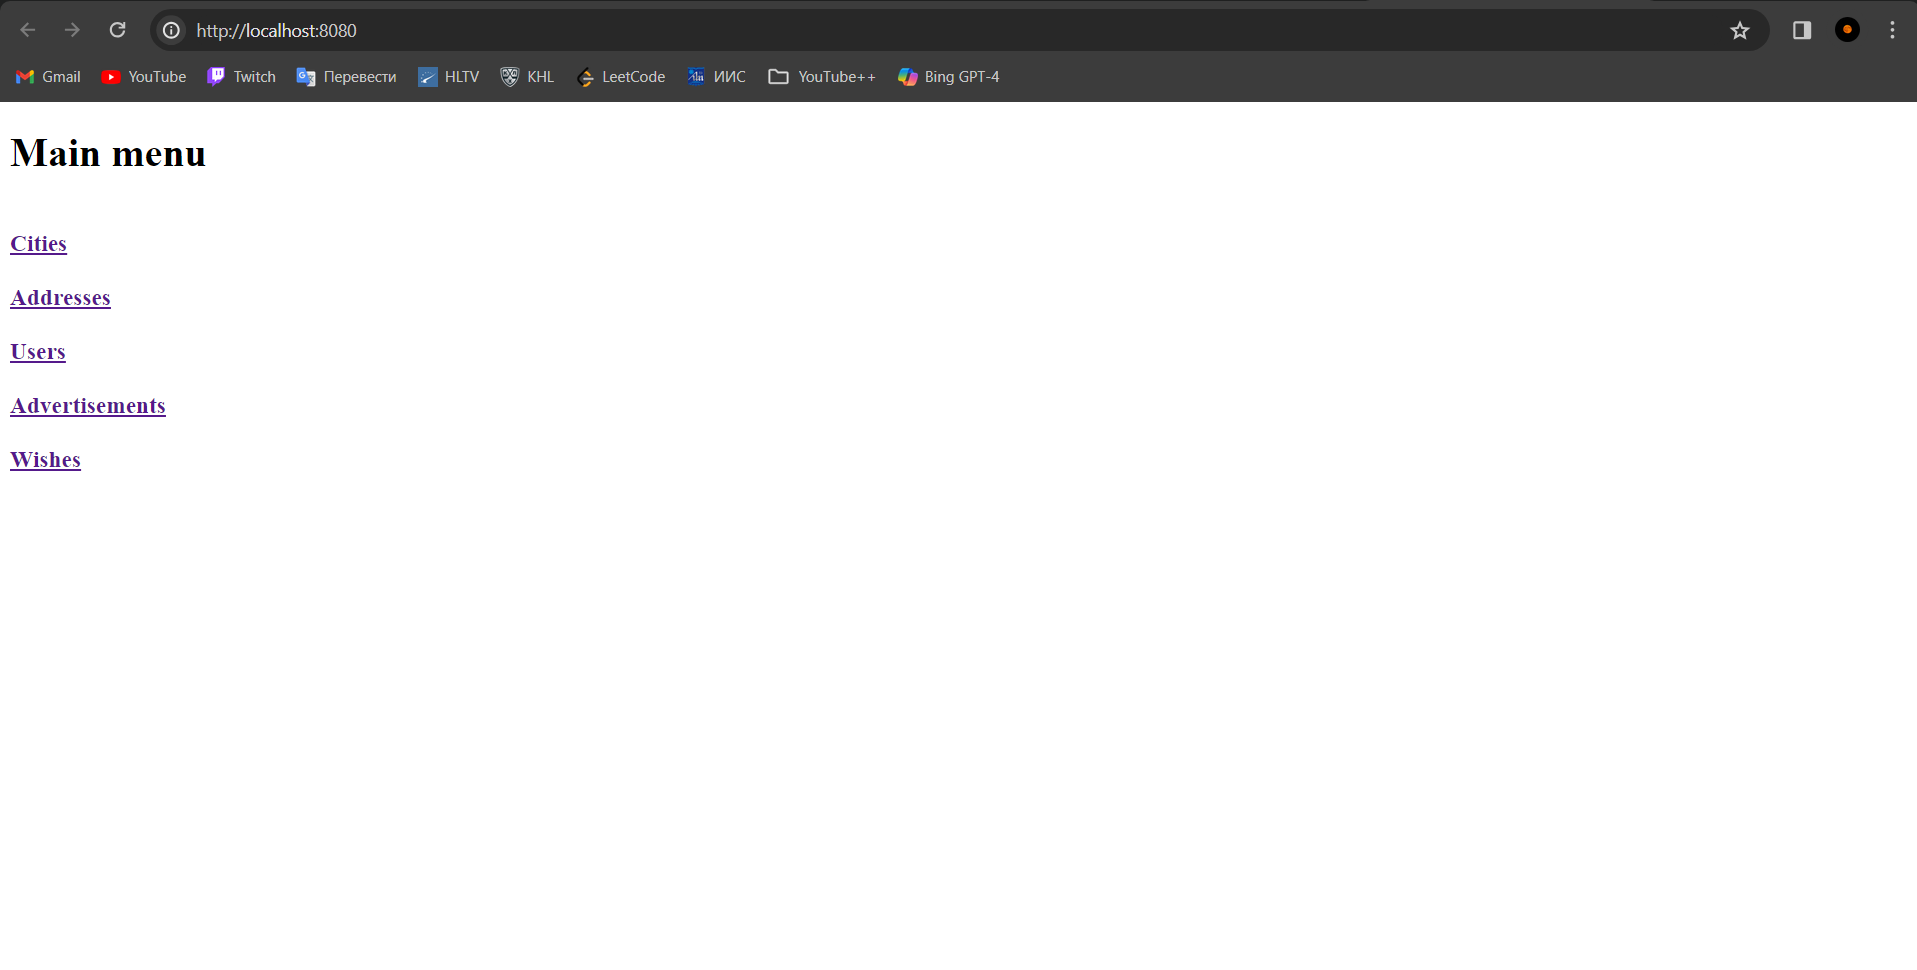 http://localhost:8080
Gmail YouTube Twitch Перевести HLTV KHL LeetCode ИИС YouTube++ Bing GPT-4
Main menu
Cities
Addresses
Users
Advertisements
Wishes